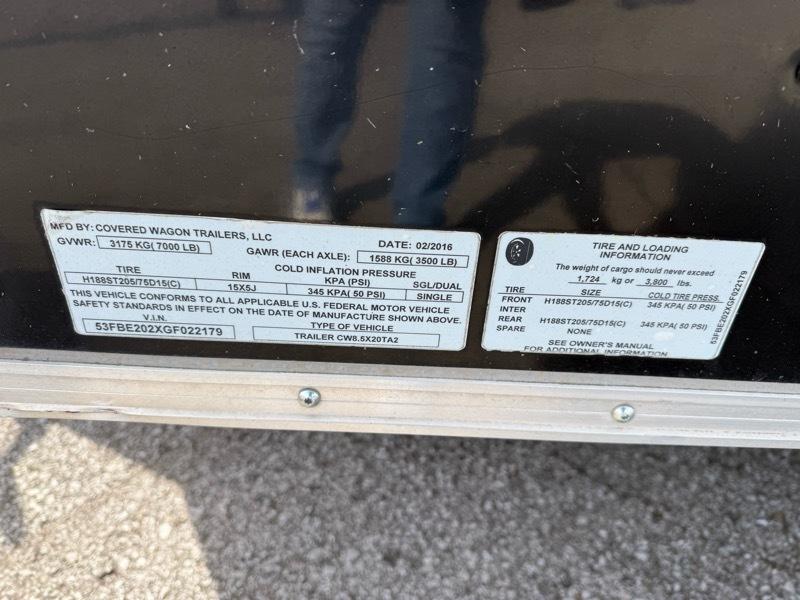 MFD BY: COVERED WAGON TRAILERS, LLC
DATE: 02/2016
GVWR: 3175 KG( 7000 LB)
GAWR (EACH AXLE): 1588 KG( 3500 LB)
COLD INFLATION PRESSURE
TIRE RIM KPA (PSI) SGL/DUAL
H188ST205/75D15(C) 15X5J 345 KPA( 50 PSI) SINGLE
THIS VEHICLE CONFORMS TO ALL APPLICABLE U.S. FEDERAL MOTOR VEHICLE
SAFETY STANDARDS IN EFFECT ON THE DATE OF MANUFACTURE SHOWN ABOVE.
V.I.N. TYPE OF VEHICLE
53FBE202XGF022179 TRAILER CW8.5X20TA2
TIRE AND LOADING
INFORMATION
The weight of cargo should never exceed
1,724 kg or 3,800 lbs.
TIRE SIZE COLD TIRE PRESS.
FRONT H188ST205/75D15(C) 345 KPA( 50 PSI)
INTER
REAR H188ST205/75D15(C) 345 KPA( 50 PSI)
SPARE NONE
SEE OWNER'S MANUAL
FOR ADDITIONAL INFORMATION
53FBE202XGF022179